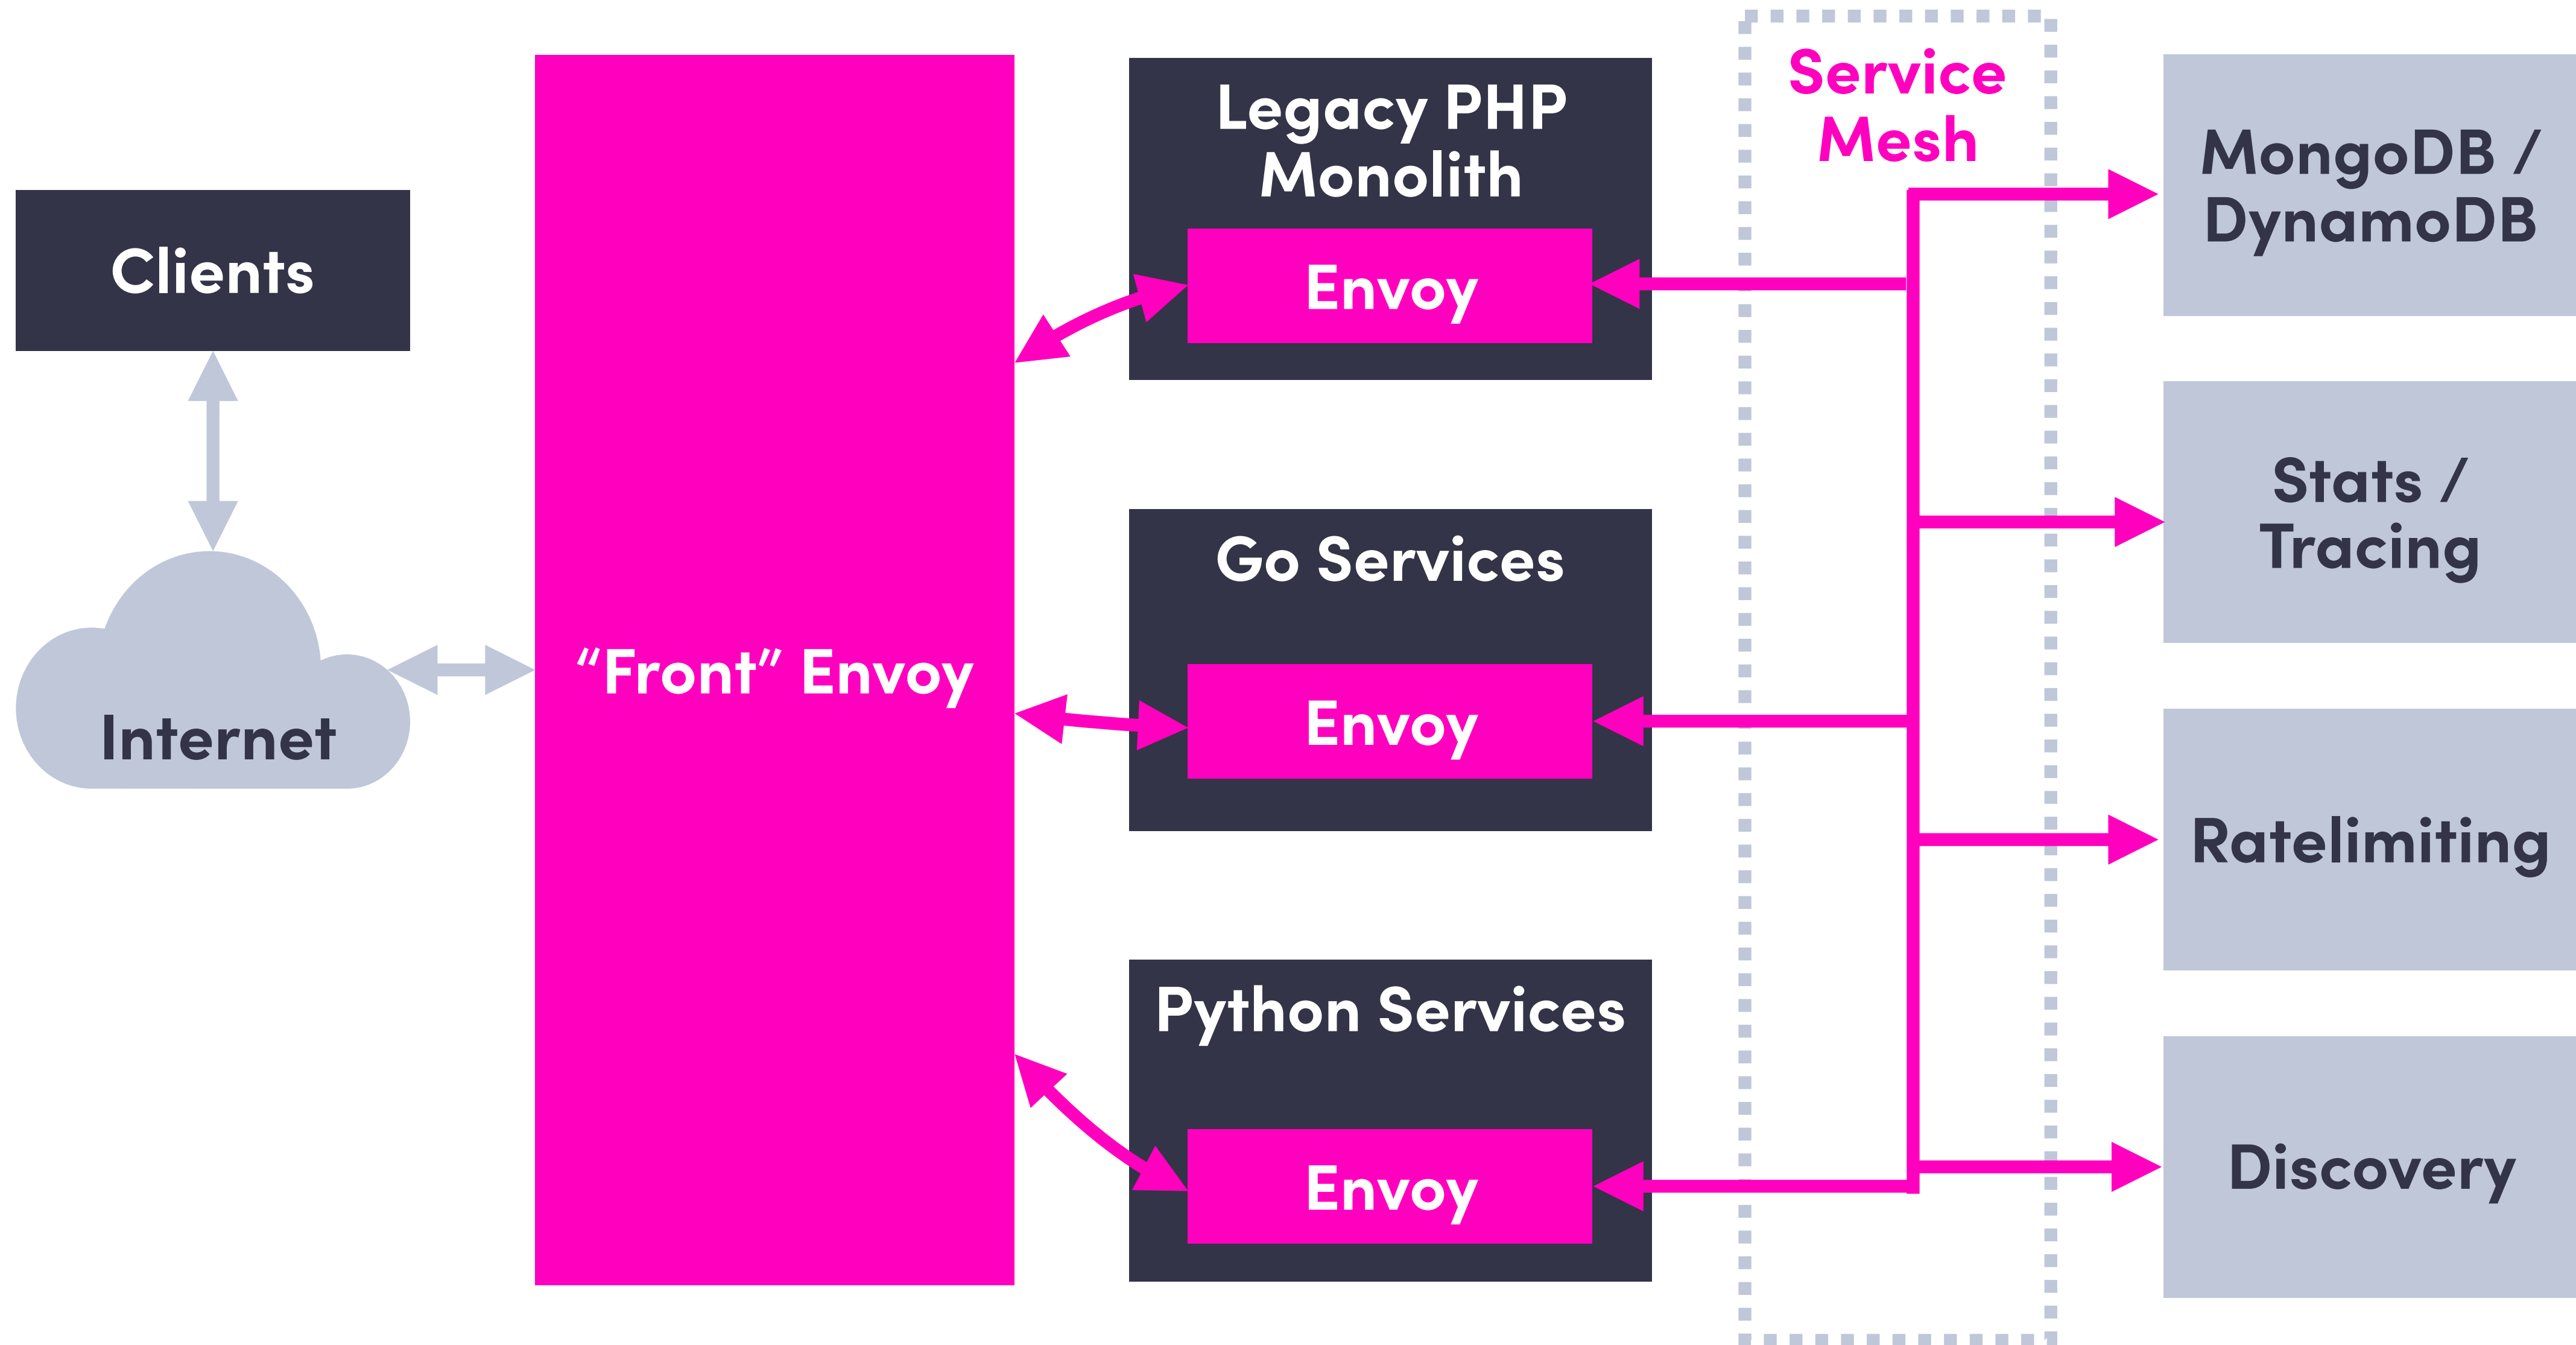 Clients
Internet
“Front” Envoy
Legacy PHP
Monolith
Envoy
Go Services
Envoy
Python Services
Envoy
Service
Mesh
MongoDB /
DynamoDB
Stats /
Tracing
Ratelimiting
Discovery